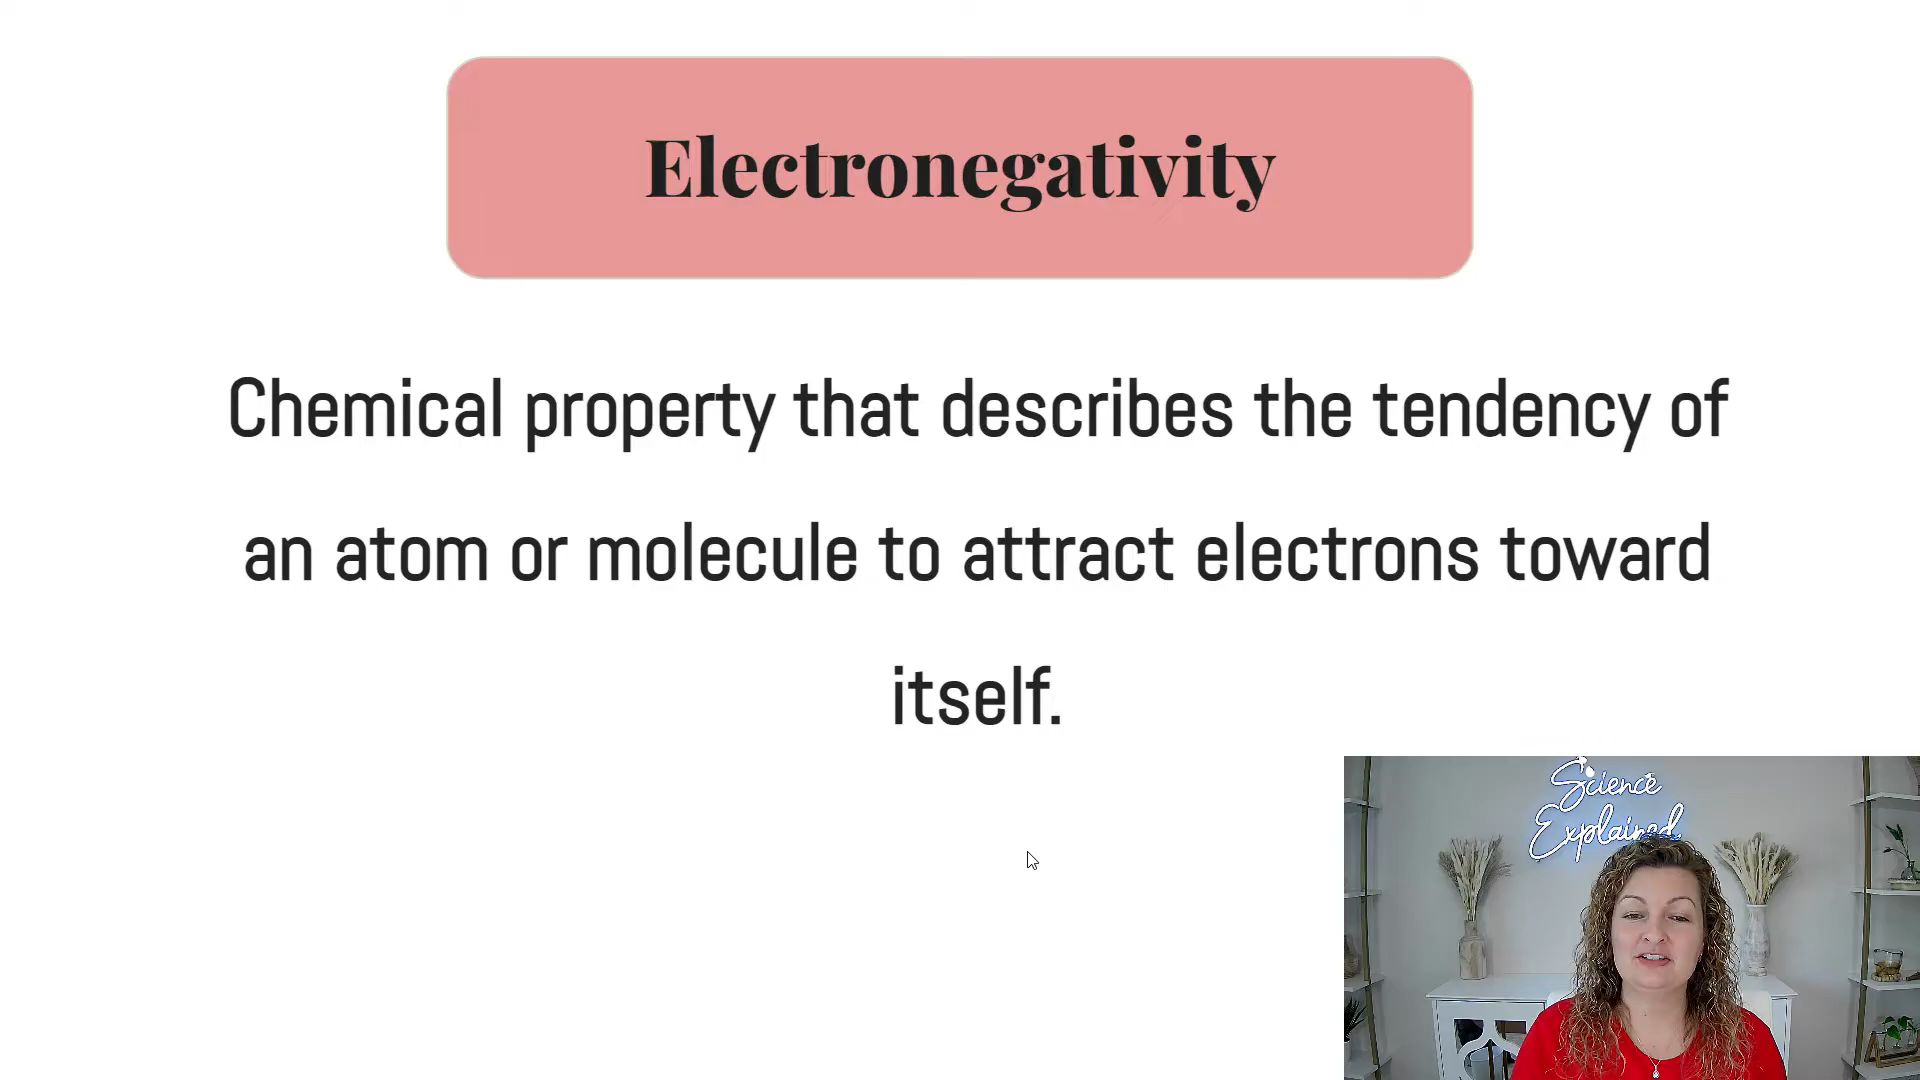 Electronegativity
Chemical property that describes the tendency of
an atom or molecule to attract electrons toward
itself.
Science
Explained